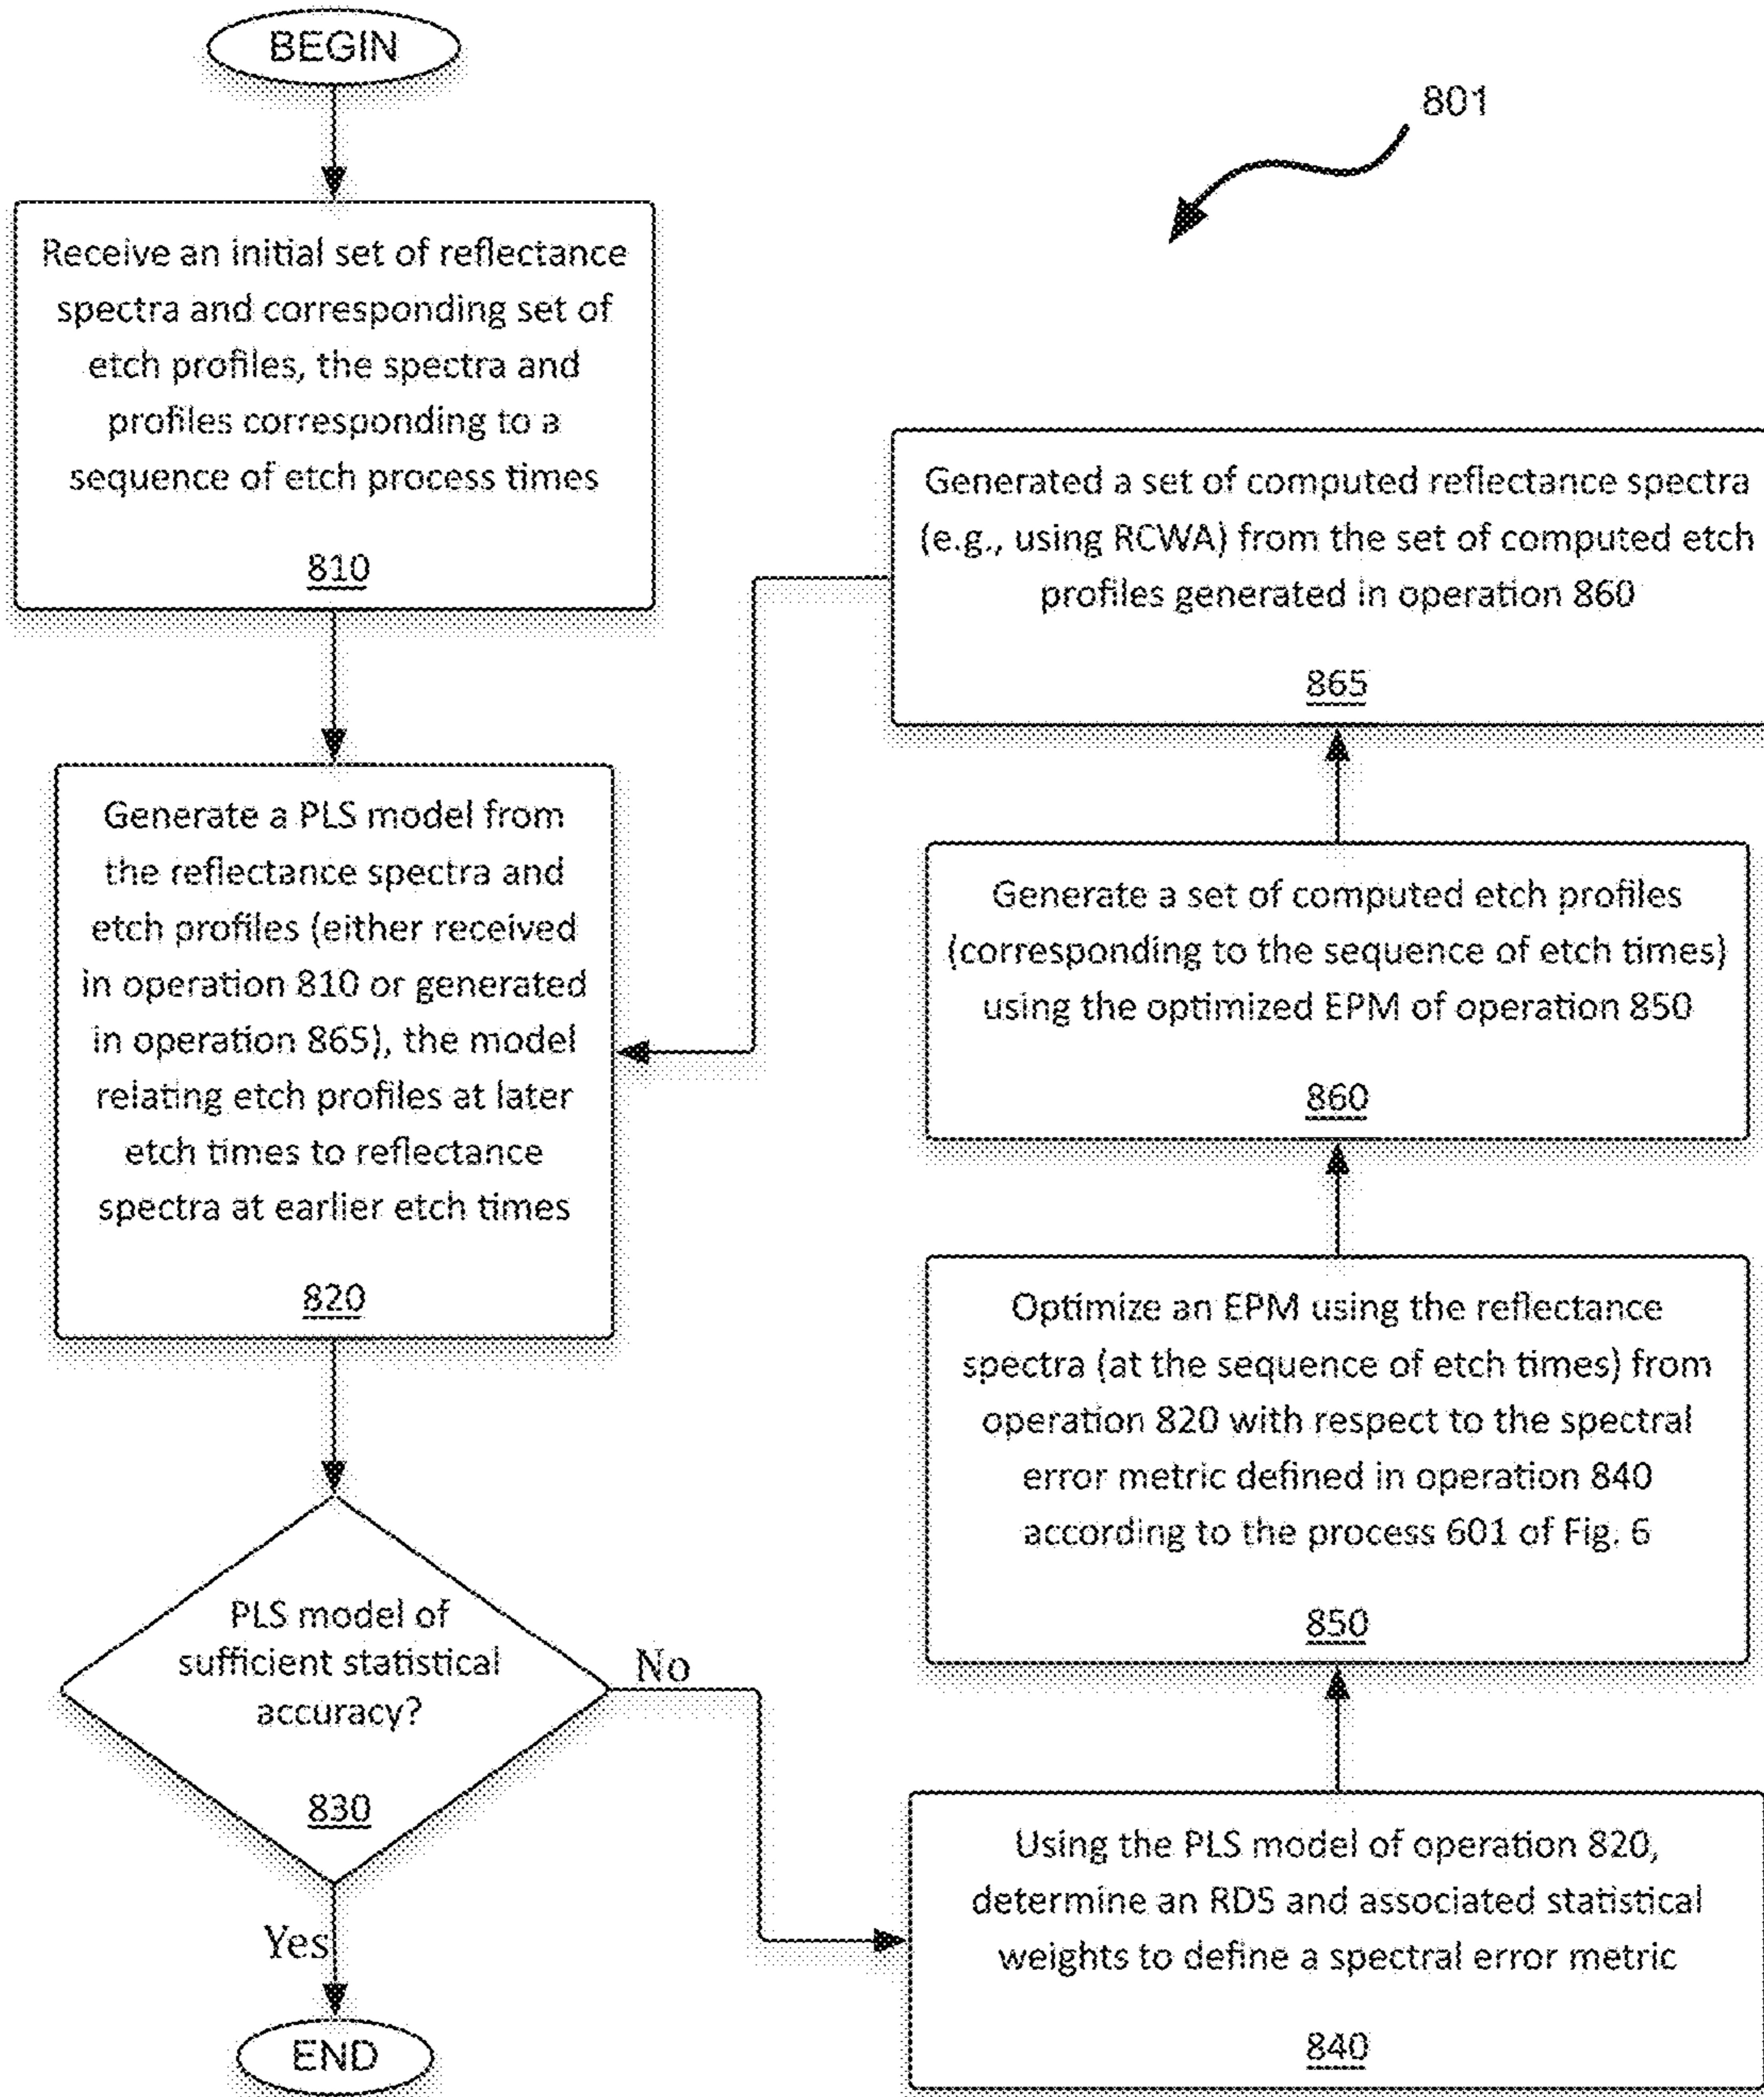 BEGIN
801
Receive an initial set of reflectance
spectra and corresponding set of
etch profiles, the spectra and
profiles corresponding to a
sequence of etch process times
810
Generate a PLS model from
the reflectance spectra and
etch profiles (either received
in operation 810 or generated
in operation 865), the model
relating etch profiles at later
etch times to reflectance
spectra at earlier etch times
820
PLS model of
sufficient statistical
accuracy?
830
No
Yes
END
Using the PLS model of operation 820,
determine an RDS and associated statistical
weights to define a spectral error metric
840
Optimize an EPM using the reflectance
spectra (at the sequence of etch times) from
operation 820 with respect to the spectral
error metric defined in operation 840
according to the process 601 of Fig. 6
850
Generate a set of computed etch profiles
(corresponding to the sequence of etch times)
using the optimized EPM of operation 850
860
Generated a set of computed reflectance spectra
(e.g., using RCWA) from the set of computed etch
profiles generated in operation 860
865